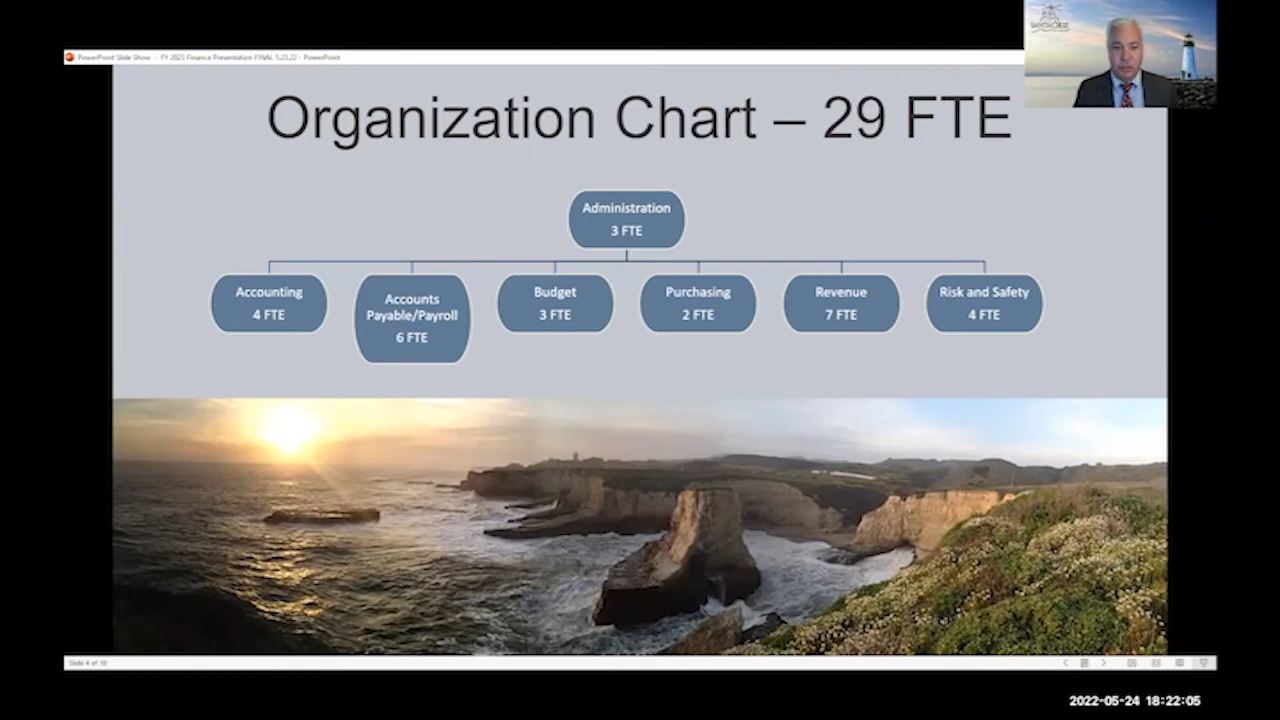 SANTA CRUZ
PowerPoint Slide Show - FY 2023 Finance Presentation FINAL 5.23.22 - PowerPoint
Organization Chart – 29 FTE
Administration
3 FTE
Accounting
4 FTE
Accounts
Payable/Payroll
6 FTE
Budget
3 FTE
Purchasing
2 FTE
Revenue
7 FTE
Risk and Safety
4 FTE
Slide 4 of 10
2022-05-24 18:22:05